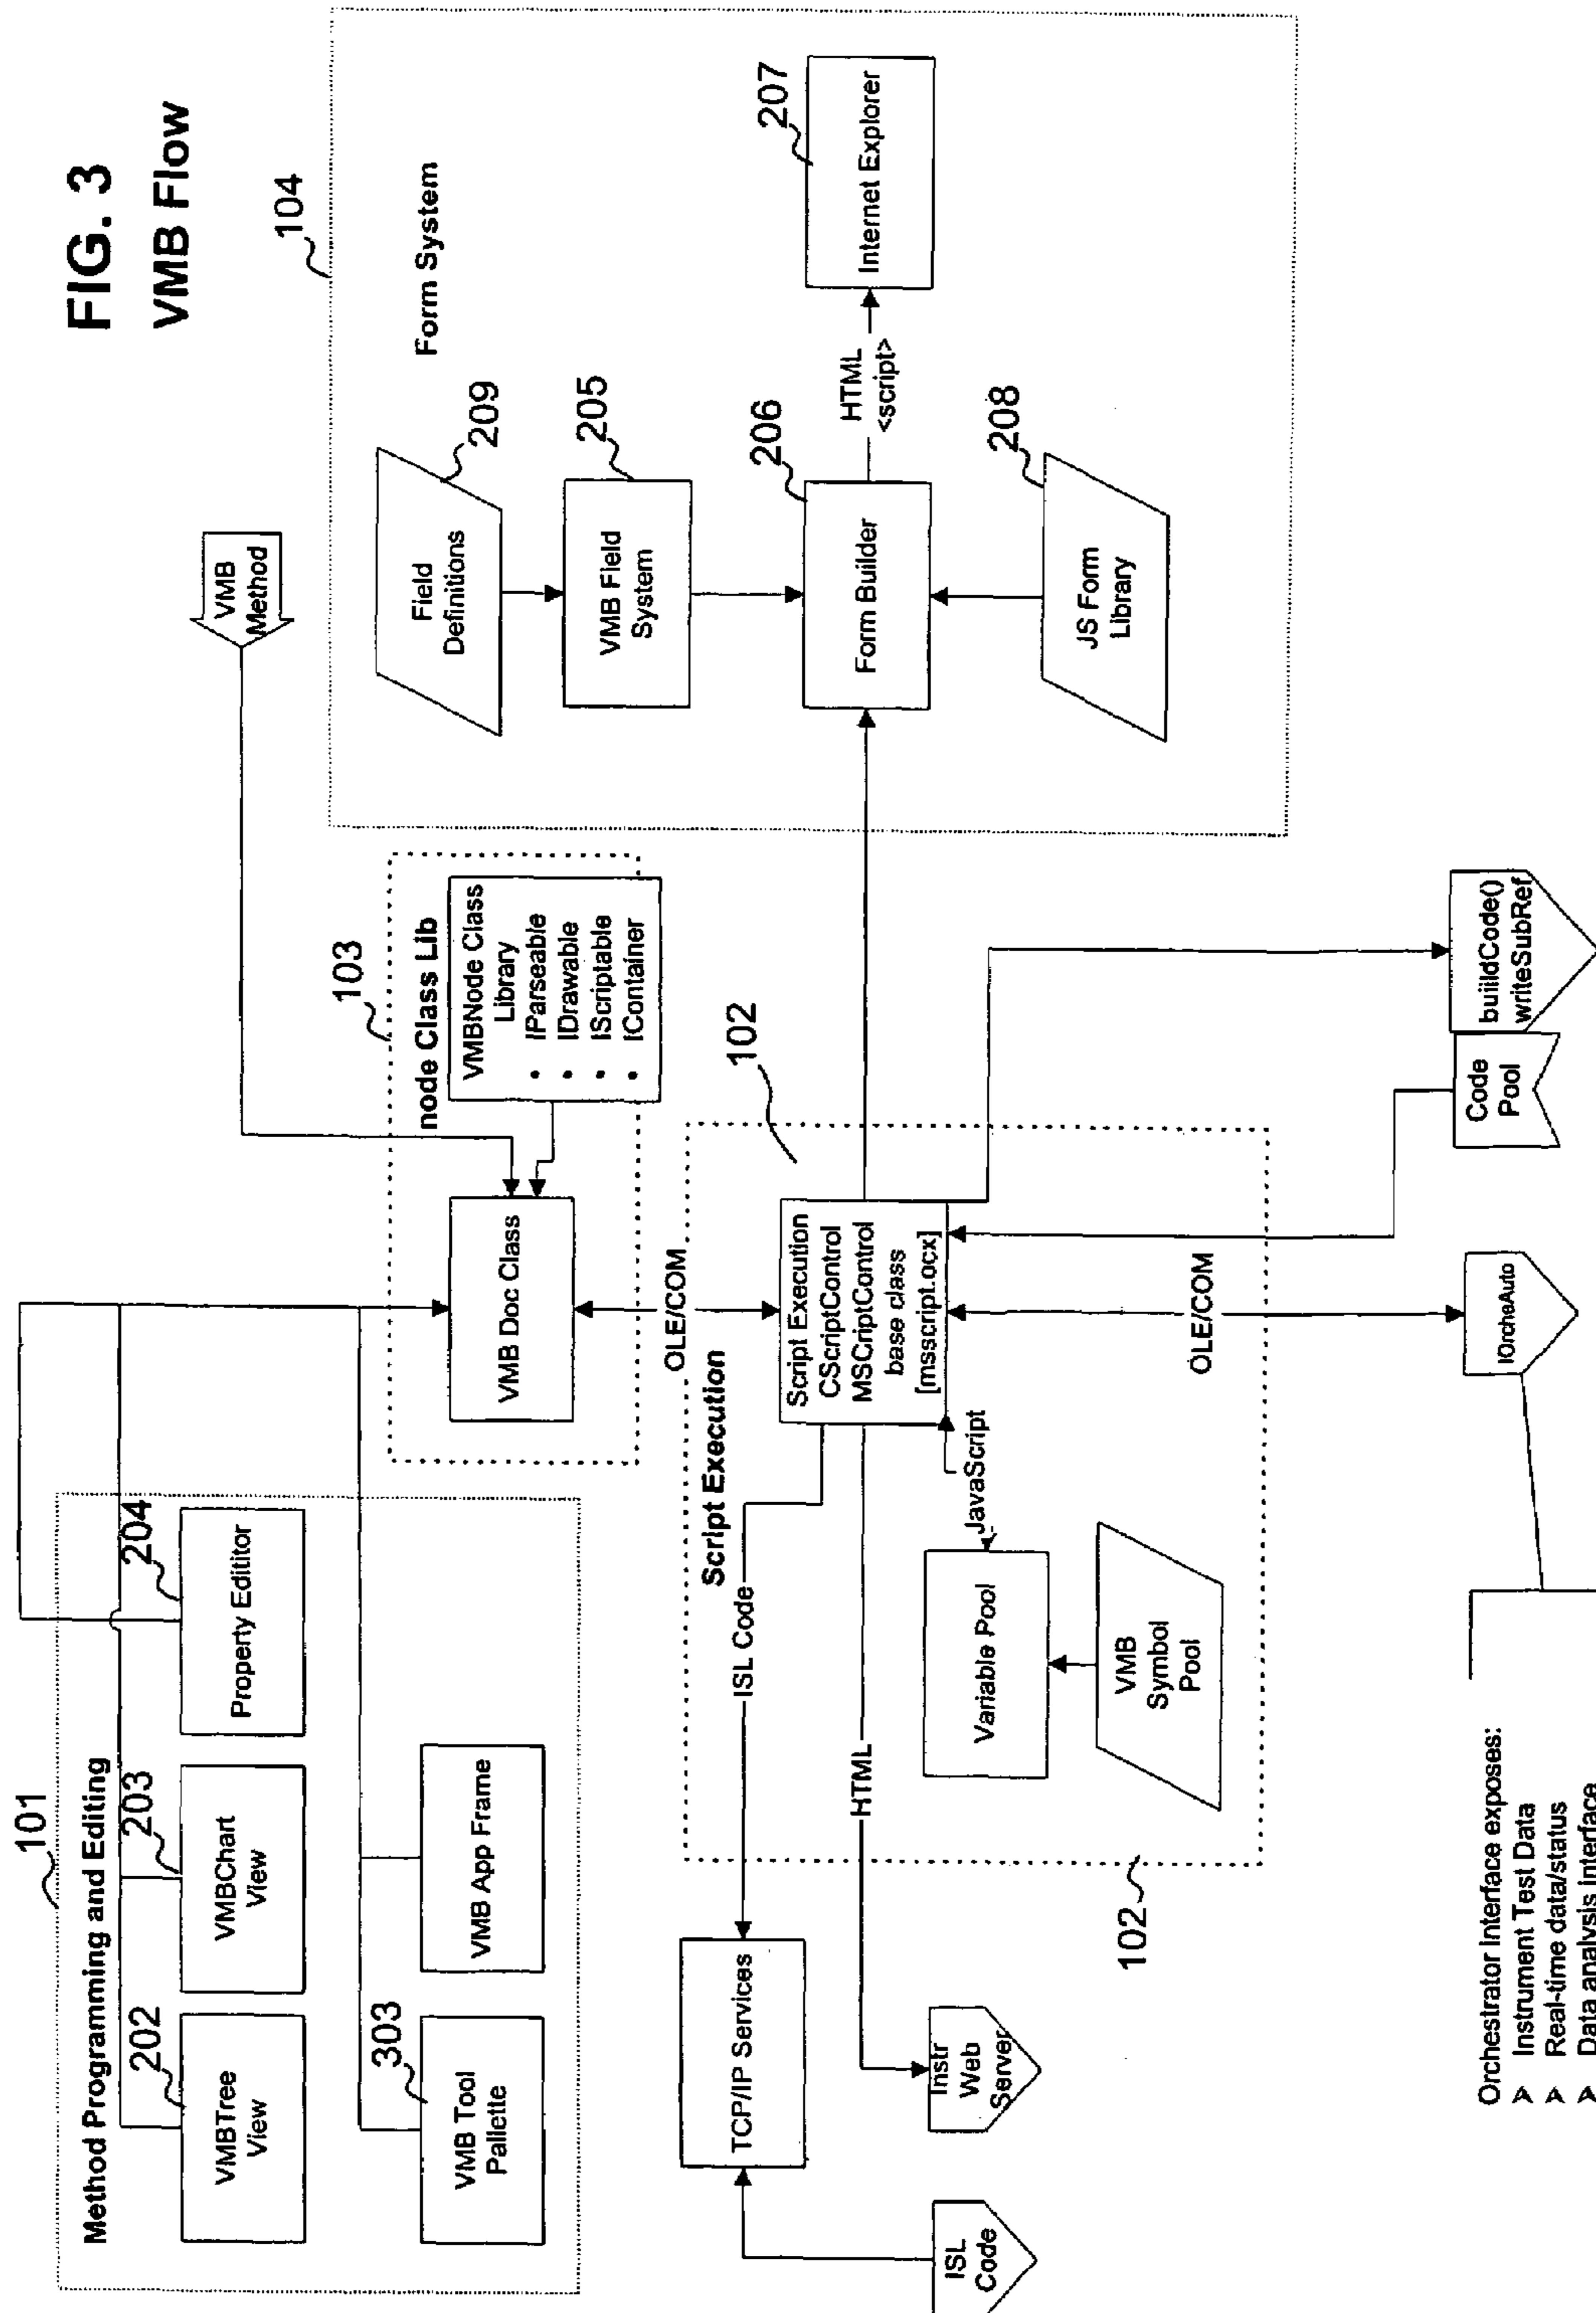 FIG. 3
VMB Flow
101
Method Programming and Editing
202
VMBTree
View
203
VMBChart
View
204
Property Edititor
303
VMB Tool
Pallette
VMB App Frame
VMB
Method
103
node Class Lib
VMB Doc Class
VMBNode Class
Library
• IParseable
• IDrawable
• IScriptable
• IContainer
104
Form System
Field
Definitions
209
VMB Field
System
205
Form Builder
206
HTML
<script>
Internet Explorer
207
JS Form
Library
208
OLE/COM
102
Script Execution
Script Execution
CScriptControl
MSCriptControl
base class
[msscript.ocx]
ISL Code
HTML
JavaScript
Variable Pool
VMB
Symbol
Pool
OLE/COM
102
TCP/IP Services
ISL
Code
Instr
Web
Server
IOrcheAuto
Code
Pool
buiildCode()
writeSubRef
Orchestrator Interface exposes:
➢ Instrument Test Data
➢ Real-time data/status
➢ Data analysis interface